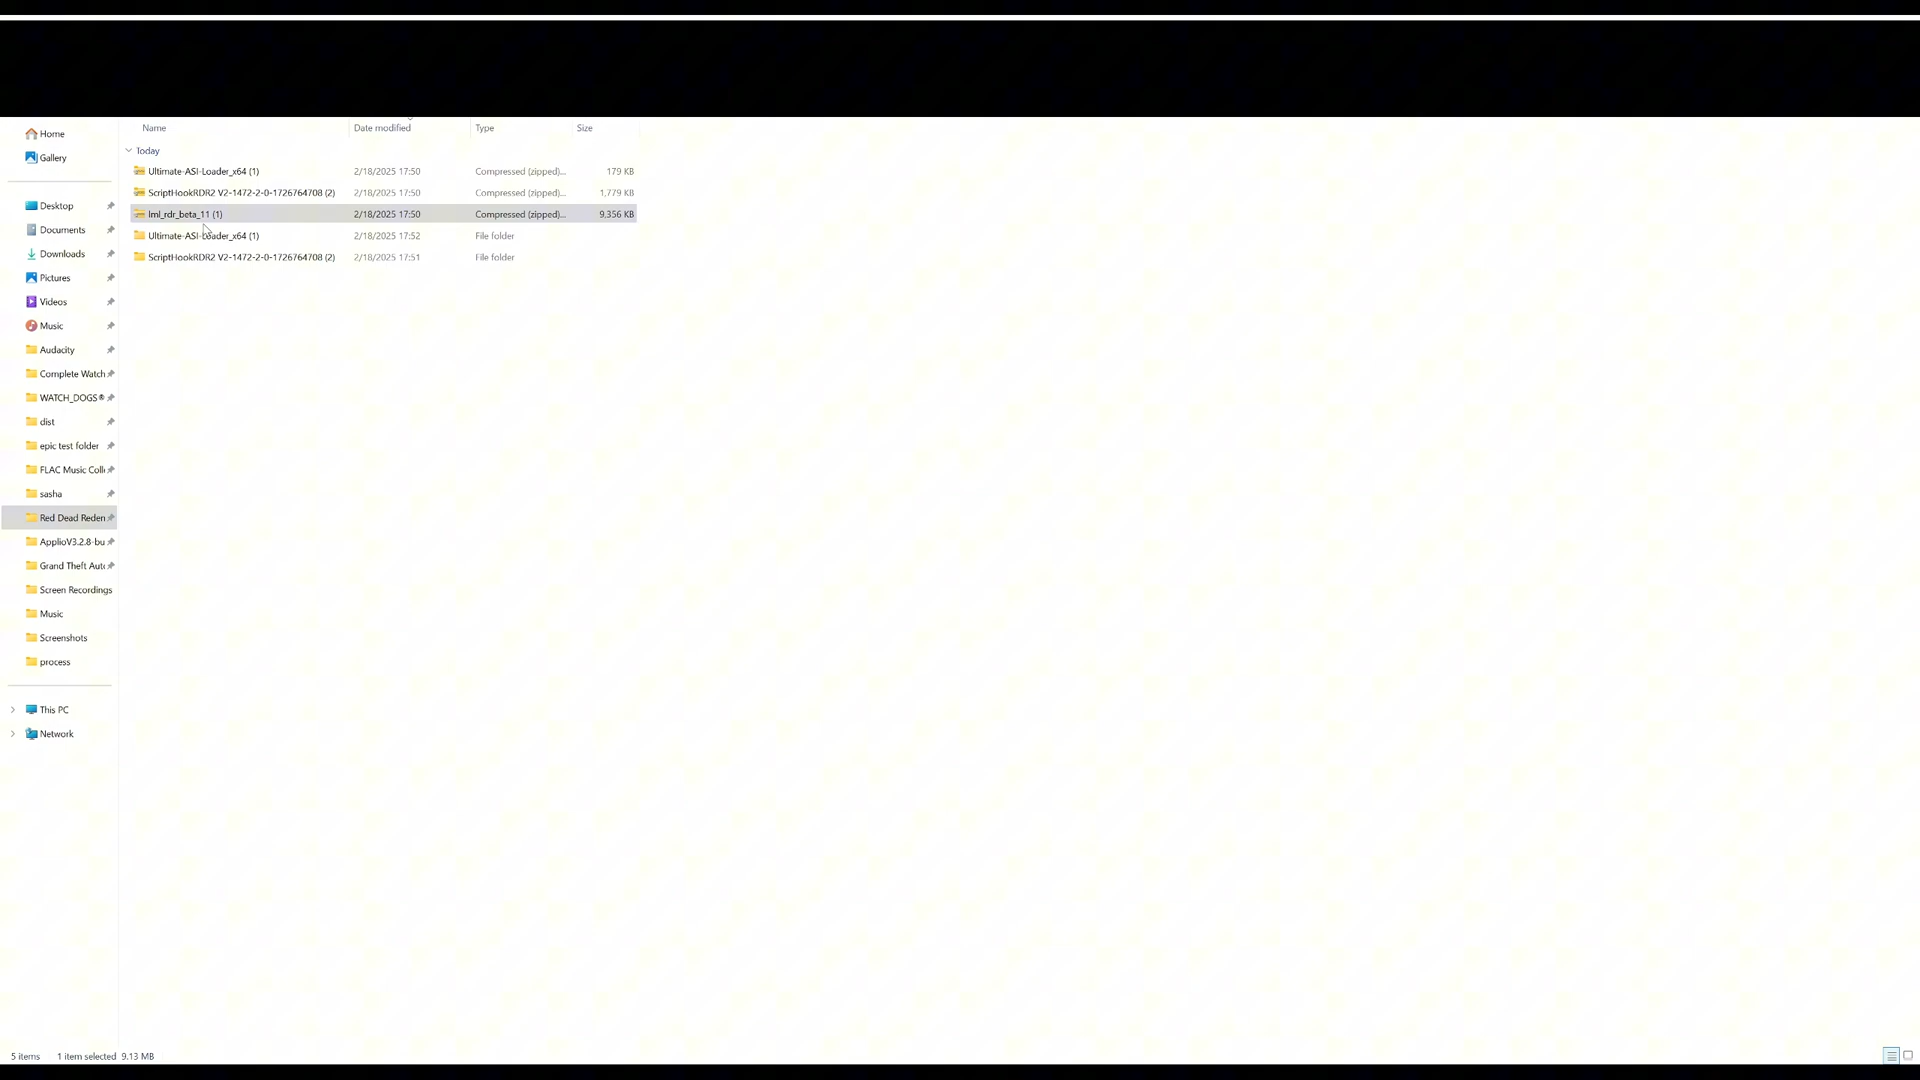 Name Date modified Type Size
Today
Ultimate-ASI-Loader_x64 (1) 2/18/2025 17:50 Compressed (zipped)... 179 KB
ScriptHookRDR2 V2-1472-2-0-1726764708 (2) 2/18/2025 17:50 Compressed (zipped)... 1,779 KB
lml_rdr_beta_11 (1) 2/18/2025 17:50 Compressed (zipped)... 9,356 KB
Ultimate-ASI-Loader_x64 (1) 2/18/2025 17:52 File folder
ScriptHookRDR2 V2-1472-2-0-1726764708 (2) 2/18/2025 17:51 File folder
Home
Gallery
Desktop
Documents
Downloads
Pictures
Videos
Music
Audacity
Complete Watch
WATCH_DOGS®
dist
epic test folder
FLAC Music Coll
sasha
Red Dead Reden
ApplioV3.2.8-bu
Grand Theft Aut
Screen Recordings
Music
Screenshots
process
This PC
Network
5 items 1 item selected 9.13 MB